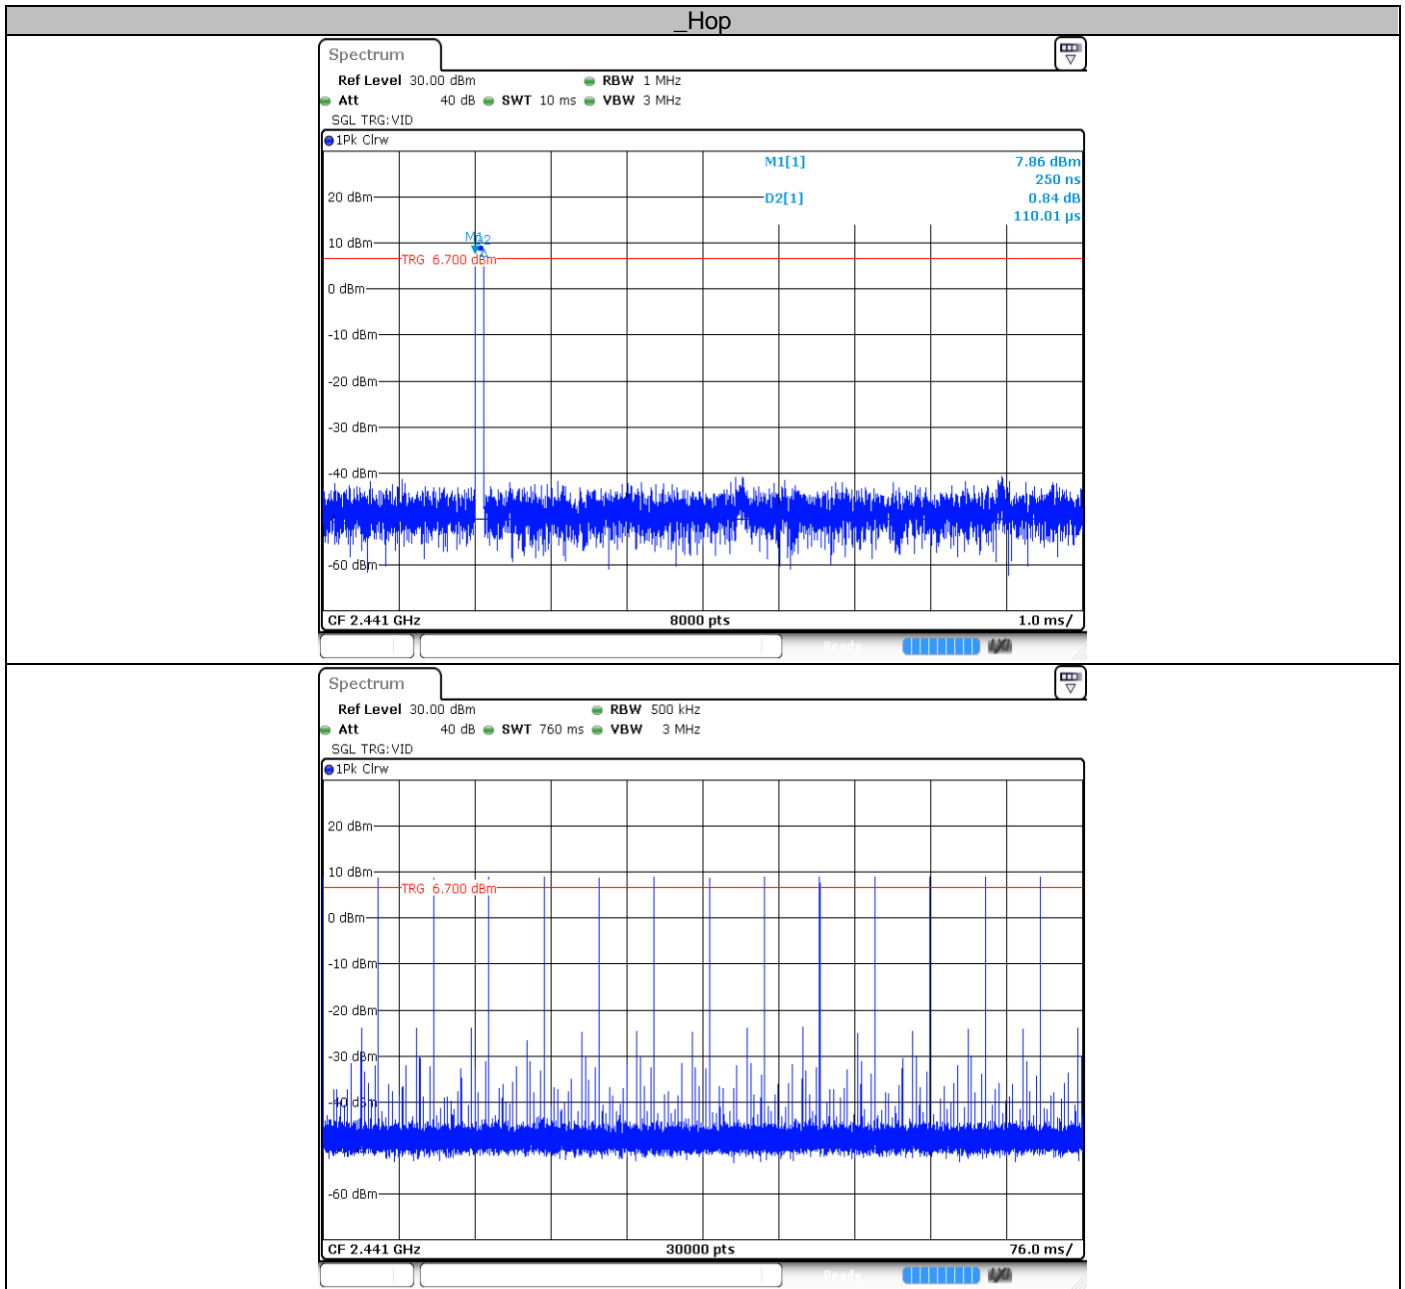 _Hop
Spectrum
Ref Level 30.00 dBm RBW 1 MHz
Att 40 dB SWT 10 ms VBW 3 MHz
SGL TRG:VID
1Pk Clrw
M1[1] 7.86 dBm
250 ns
20 dBm D2[1] 0.84 dB
110.01 µs
M1 D2
10 dBm
TRG 6.700 dBm
0 dBm
-10 dBm
-20 dBm
-30 dBm
-40 dBm
-60 dBm
CF 2.441 GHz 8000 pts 1.0 ms/
Ready
Spectrum
Ref Level 30.00 dBm RBW 500 kHz
Att 40 dB SWT 760 ms VBW 3 MHz
SGL TRG:VID
1Pk Clrw
20 dBm
10 dBm
TRG 6.700 dBm
0 dBm
-10 dBm
-20 dBm
-30 dBm
-40 dBm
-60 dBm
CF 2.441 GHz 30000 pts 76.0 ms/
Ready